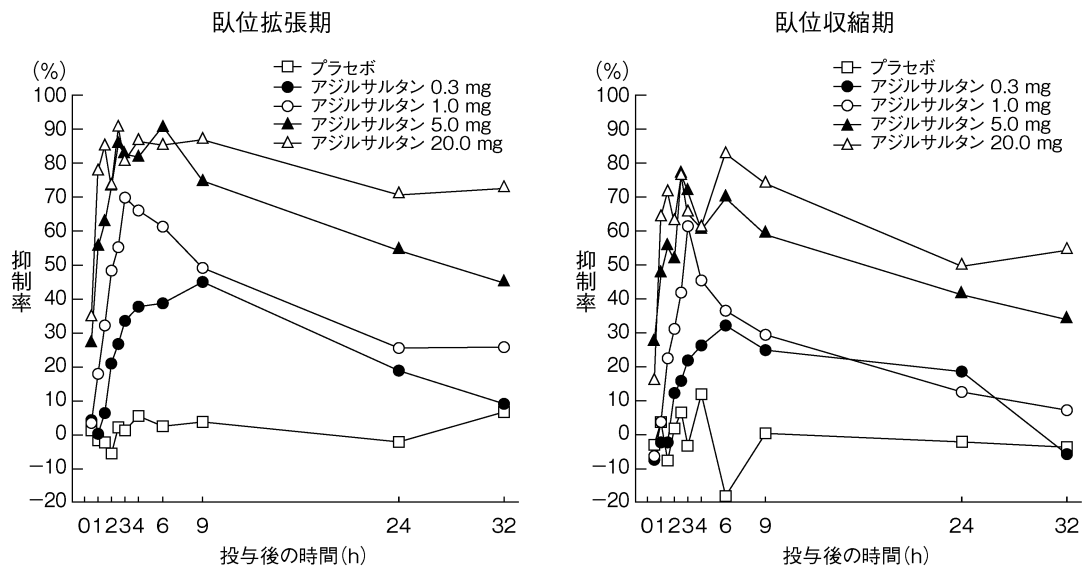 臥位拡張期
(%)
プラセボ
アジルサルタン 0.3 mg
アジルサルタン 1.0 mg
アジルサルタン 5.0 mg
アジルサルタン 20.0 mg
100
90
80
70
60
50
40
30
20
10
0
−10
−20
抑制率
0 1 2 3 4 6 9 24 32
投与後の時間(h)
臥位収縮期
(%)
プラセボ
アジルサルタン 0.3 mg
アジルサルタン 1.0 mg
アジルサルタン 5.0 mg
アジルサルタン 20.0 mg
100
90
80
70
60
50
40
30
20
10
0
−10
−20
抑制率
0 1 2 3 4 6 9 24 32
投与後の時間(h)